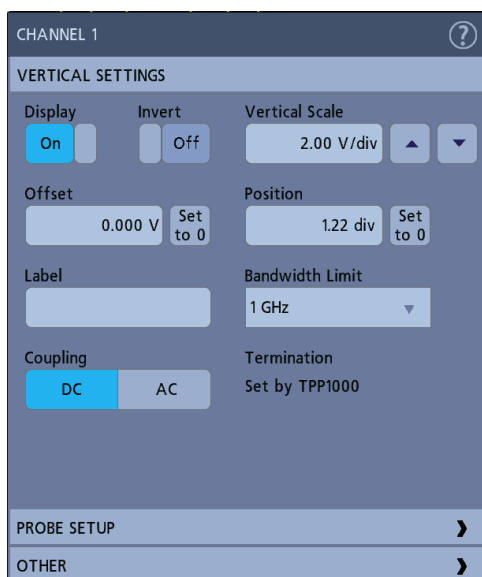 CHANNEL 1
?
VERTICAL SETTINGS
Display Invert Vertical Scale
On Off 2.00 V/div
Offset Position
0.000 V Set to 0 1.22 div Set to 0
Label Bandwidth Limit
1 GHz
Coupling Termination
DC AC Set by TPP1000
PROBE SETUP
OTHER